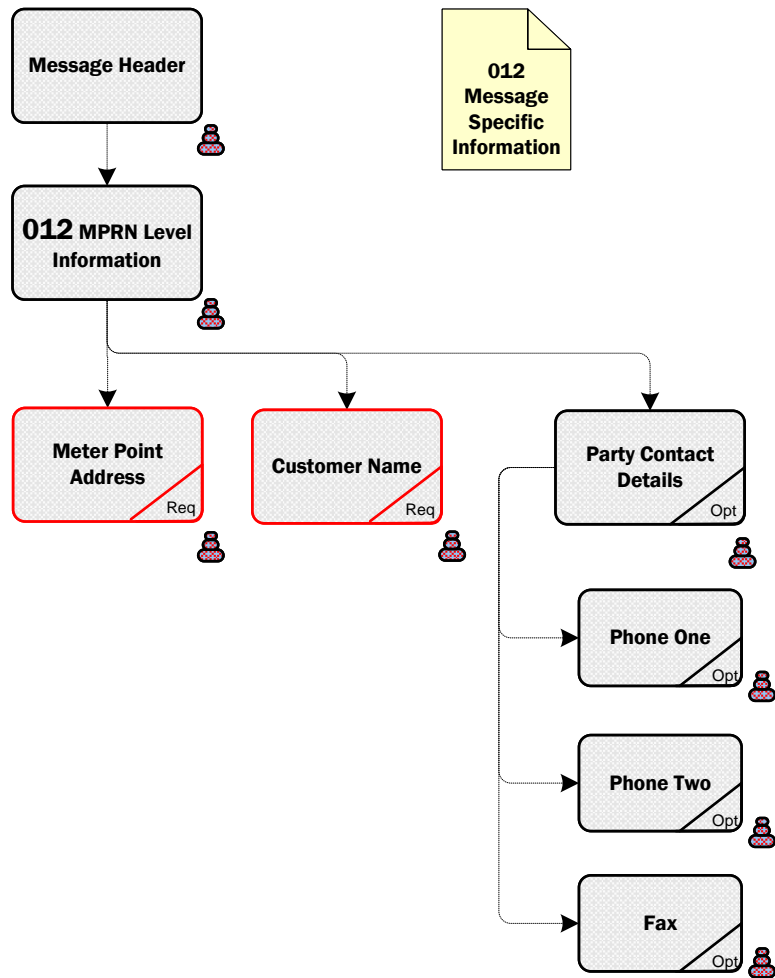 Message Header
012
Message
Specific
Information
012 MPRN Level
Information
Meter Point
Address
Req
Customer Name
Req
Party Contact
Details
Opt
Phone One
Opt
Phone Two
Opt
Fax
Opt